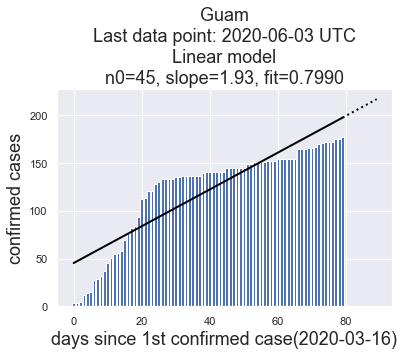 Guam
Last data point: 2020-06-03 UTC
Linear model
n0=45, slope=1.93, fit=0.7990
confirmed cases
200
150
100
50
0
0 20 40 60 80
days since 1st confirmed case(2020-03-16)